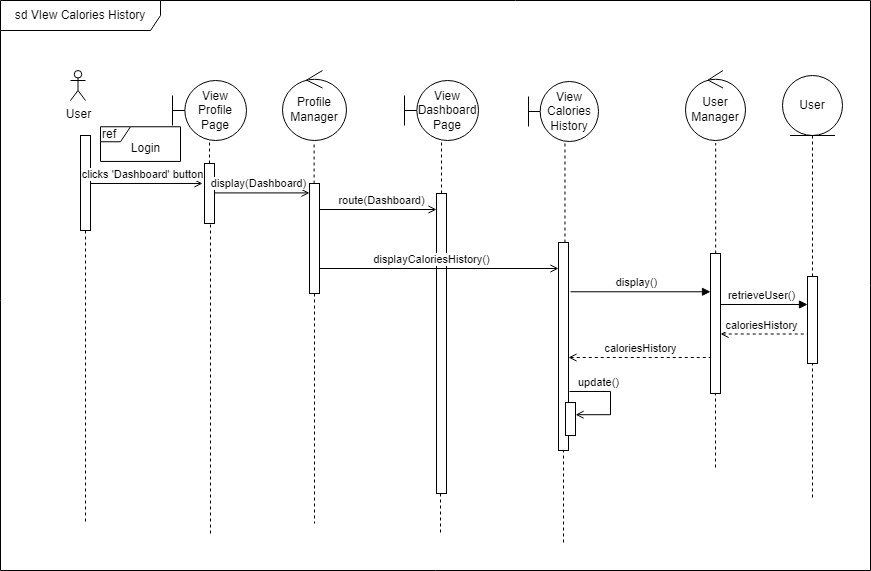 sd VIew Calories History
User
View
Profile
Page
Profile
Manager
View
Dashboard
Page
View
Calories
History
User
Manager
User
ref
Login
clicks 'Dashboard' button
display(Dashboard)
route(Dashboard)
displayCaloriesHistory()
display()
retrieveUser()
caloriesHistory
caloriesHistory
update()